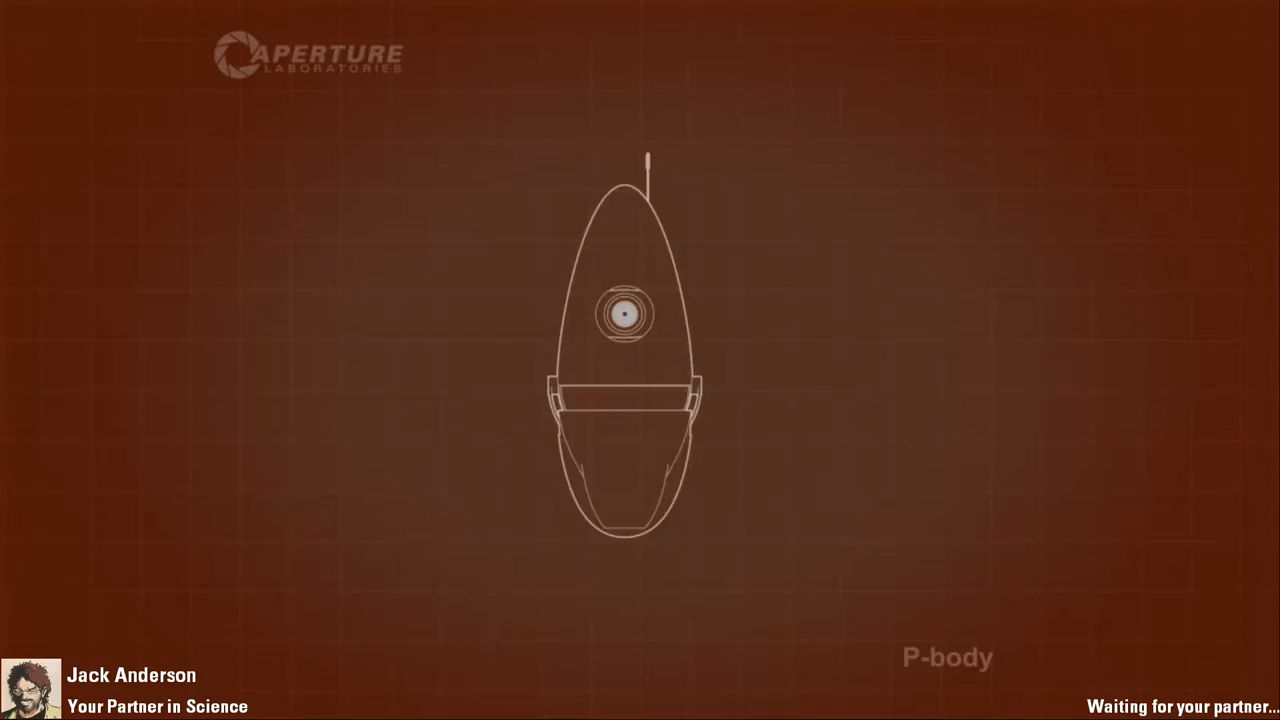 APERTURE
LABORATORIES
P-body
Jack Anderson
Your Partner in Science
Waiting for your partner...